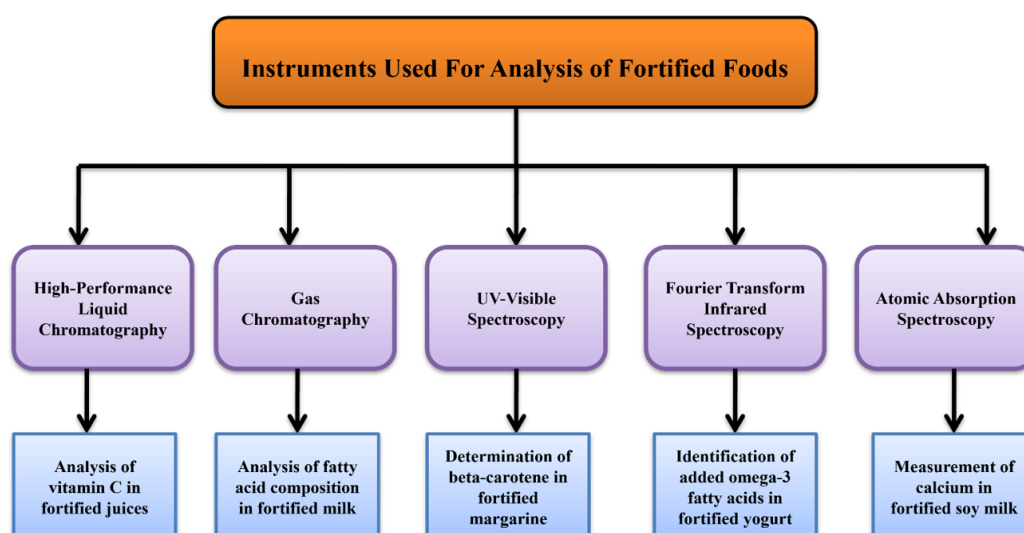 Instruments Used For Analysis of Fortified Foods
High-Performance
Liquid
Chromatography
Gas
Chromatography
UV-Visible
Spectroscopy
Fourier Transform
Infrared
Spectroscopy
Atomic Absorption
Spectroscopy
Analysis of
vitamin C in
fortified juices
Analysis of fatty
acid composition
in fortified milk
Determination of
beta-carotene in
fortified
margarine
Identification of
added omega-3
fatty acids in
fortified yogurt
Measurement of
calcium in
fortified soy milk